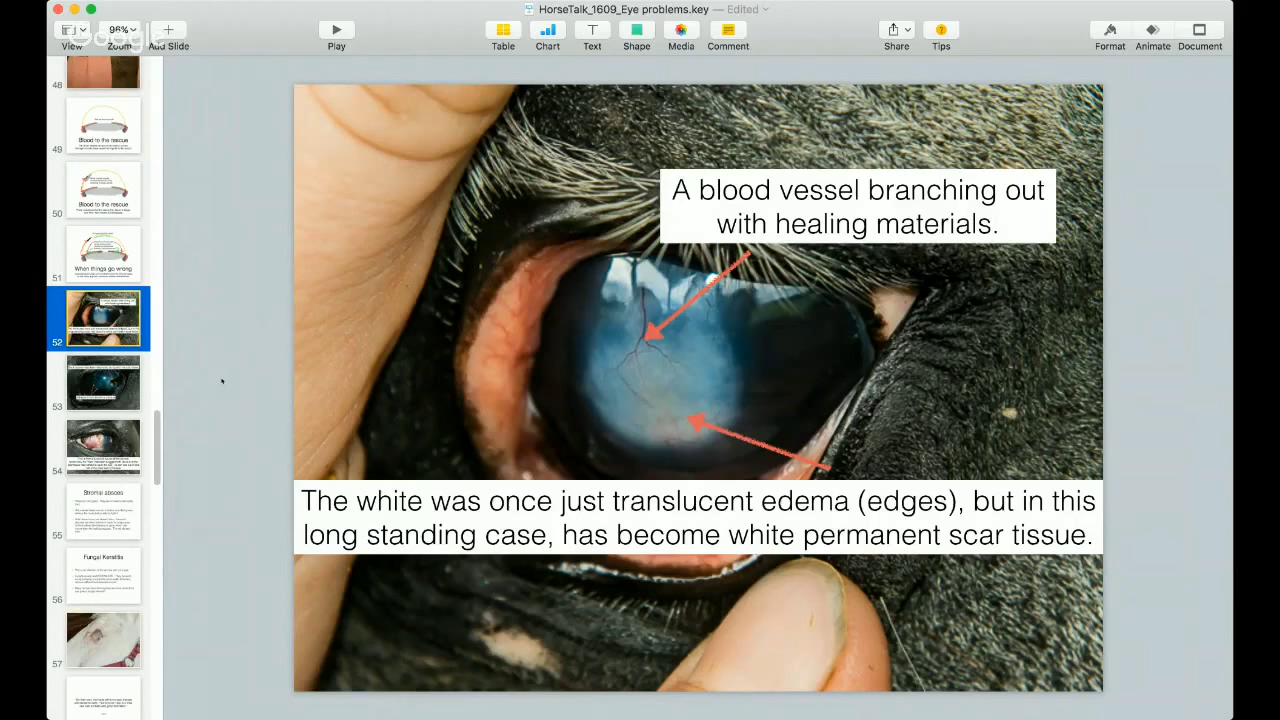 HorseTalk_1609_Eye problems.key — Edited
96%
Google
View
Zoom
Add Slide
Play
Table
Chart
Text
Shape
Media
Comment
Share
Tips
Format
Animate
Document
48
Blood to the rescue
49
Blood to the rescue
50
When things go wrong
51
52
53
54
Stromal abscess
55
Fungal Keratitis
56
57
A blood vessel branching out
with healing materials.
The white was once just translucent edema (edges), but in this
long standing case, has become white permanent scar tissue.